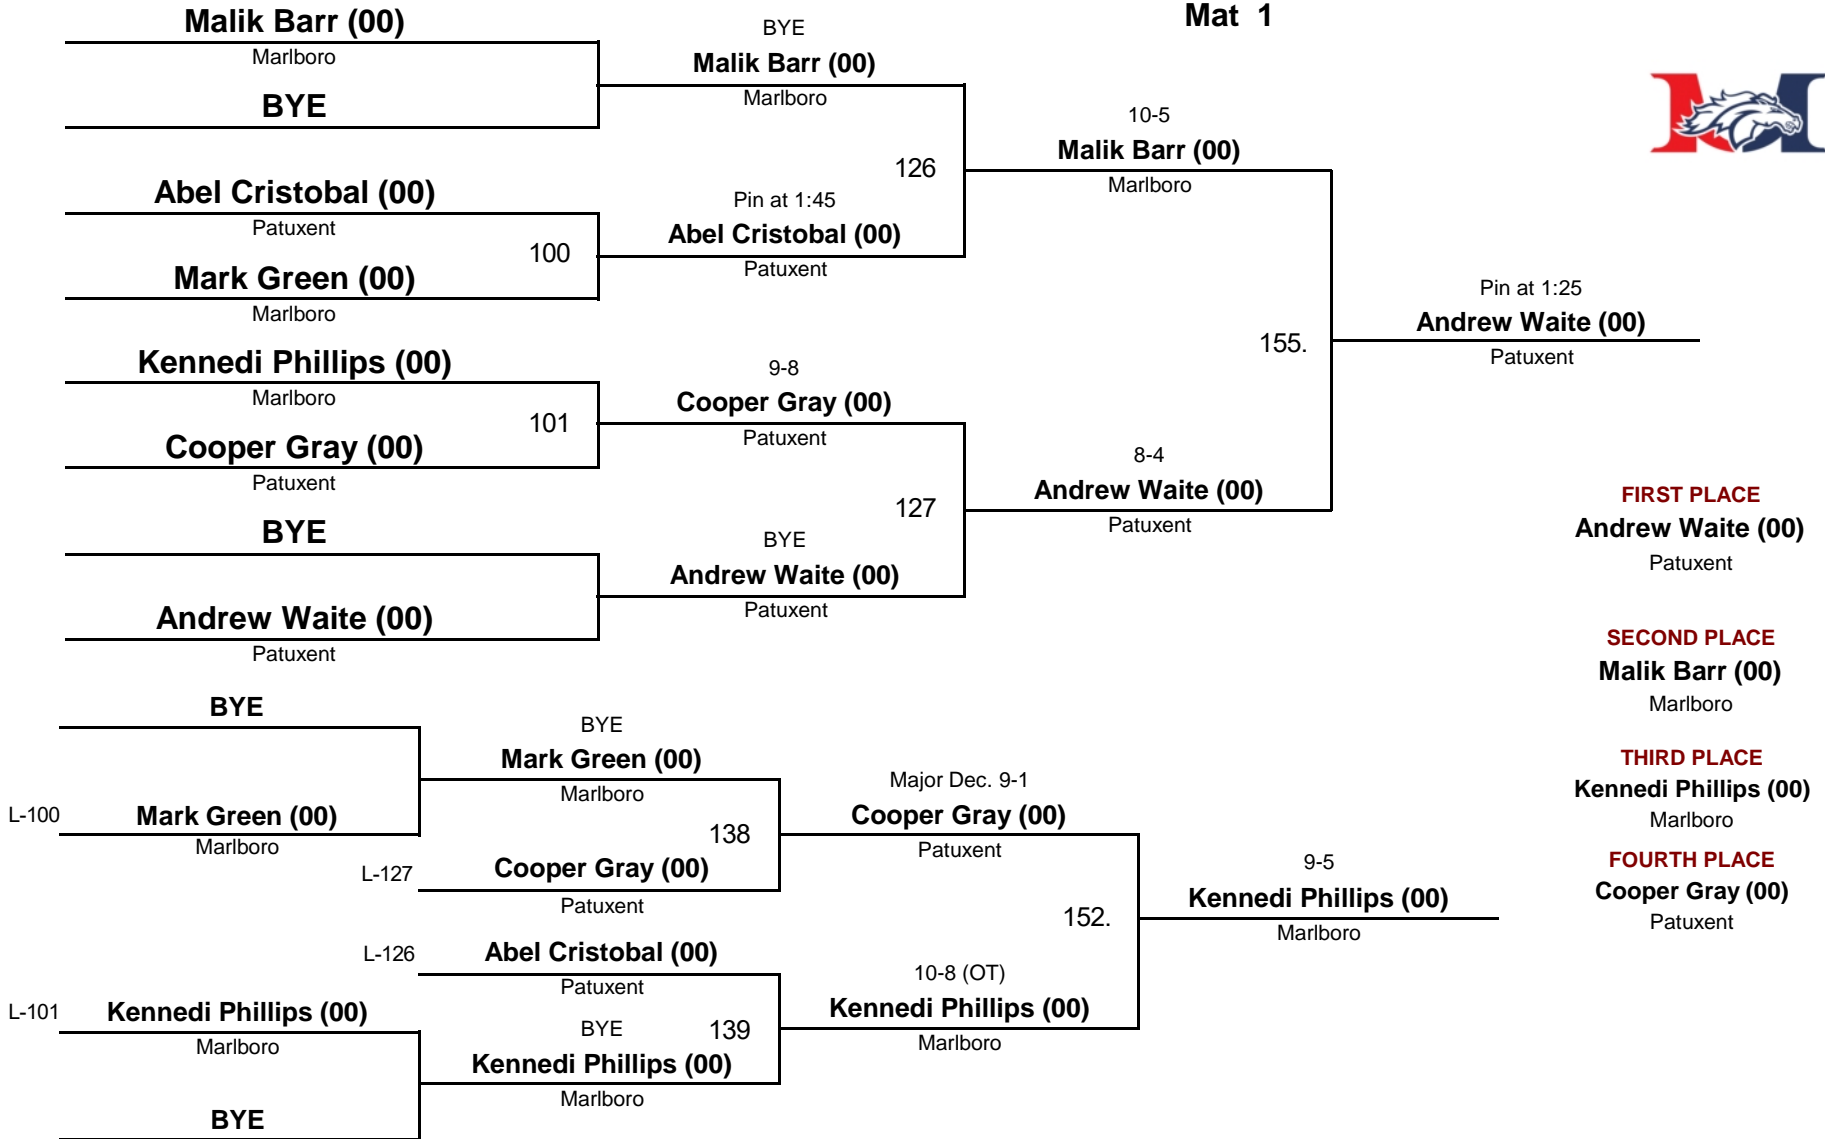 Mat 1
Malik Barr (00)
Marlboro
BYE
Abel Cristobal (00)
Patuxent
100
Mark Green (00)
Marlboro
Kennedi Phillips (00)
Marlboro
101
Cooper Gray (00)
Patuxent
BYE
Andrew Waite (00)
Patuxent
BYE
Malik Barr (00)
Marlboro
126
Pin at 1:45
Abel Cristobal (00)
Patuxent
9-8
Cooper Gray (00)
Patuxent
127
BYE
Andrew Waite (00)
Patuxent
10-5
Malik Barr (00)
Marlboro
155.
8-4
Andrew Waite (00)
Patuxent
Pin at 1:25
Andrew Waite (00)
Patuxent
BYE
L-100
Mark Green (00)
Marlboro
L-101
Kennedi Phillips (00)
Marlboro
BYE
BYE
Mark Green (00)
Marlboro
138
L-127
Cooper Gray (00)
Patuxent
L-126
Abel Cristobal (00)
Patuxent
139
BYE
Kennedi Phillips (00)
Marlboro
Major Dec. 9-1
Cooper Gray (00)
Patuxent
152.
10-8 (OT)
Kennedi Phillips (00)
Marlboro
9-5
Kennedi Phillips (00)
Marlboro
FIRST PLACE
Andrew Waite (00)
Patuxent
SECOND PLACE
Malik Barr (00)
Marlboro
THIRD PLACE
Kennedi Phillips (00)
Marlboro
FOURTH PLACE
Cooper Gray (00)
Patuxent